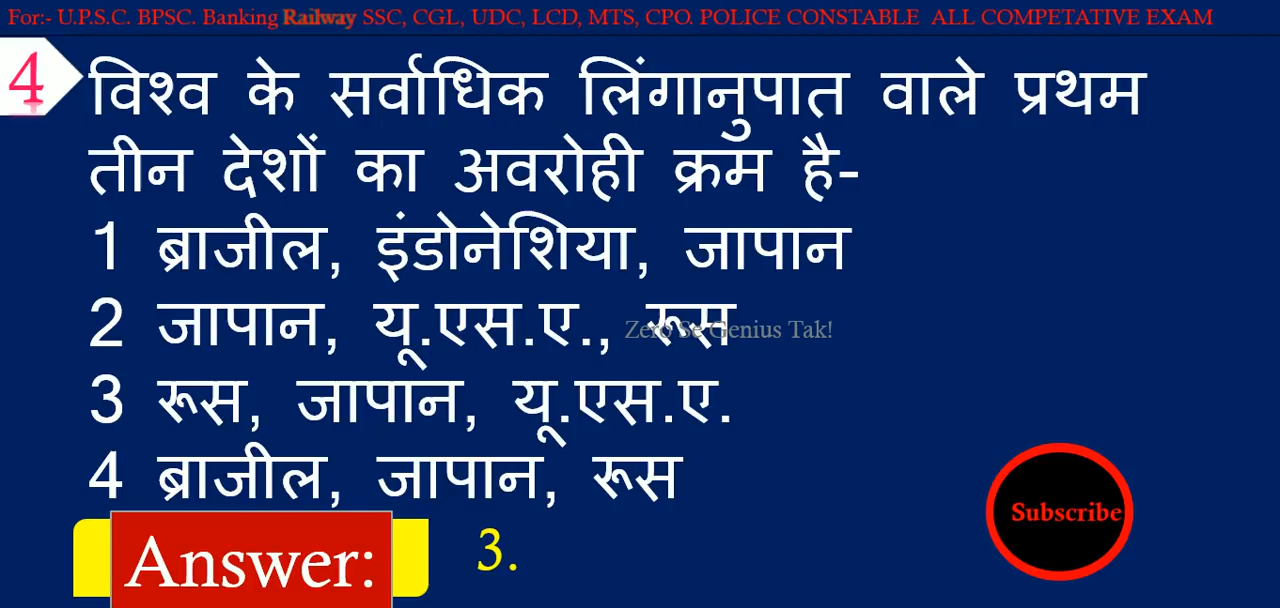 For:- U.P.S.C. BPSC. Banking Railway SSC, CGL, UDC, LCD, MTS, CPO. POLICE CONSTABLE ALL COMPETATIVE EXAM
4
विश्व के सर्वाधिक लिंगानुपात वाले प्रथम
तीन देशों का अवरोही क्रम है-
1 ब्राजील, इंडोनेशिया, जापान
2 जापान, यू.एस.ए., रूस
Zero Se Genius Tak!
3 रूस, जापान, यू.एस.ए.
4 ब्राजील, जापान, रूस
Subscribe
Answer: 3.